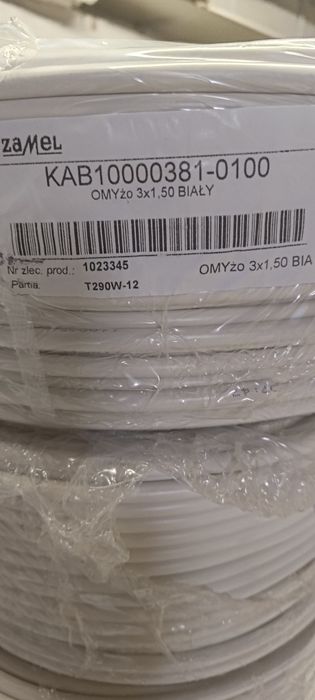 ZAMEL
KAB10000381-0100
OMYżo 3x1,50 BIAŁY
Nr zlec. prod.: 1023345 OMYżo 3x1,50 BIA
Partia: T290W-12